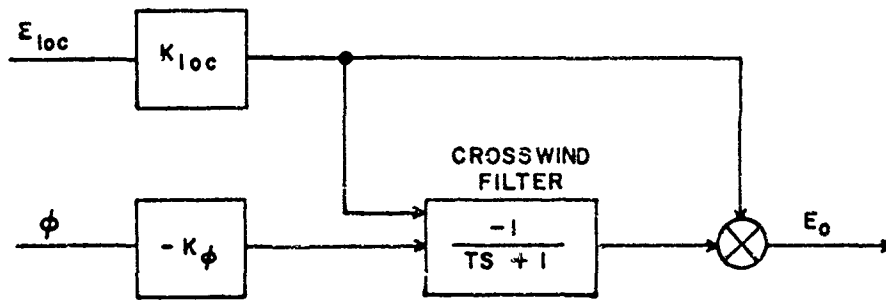 ε_loc
K_loc
CROSSWIND
FILTER
ϕ
- K_ϕ
-1
TS + 1
E_o